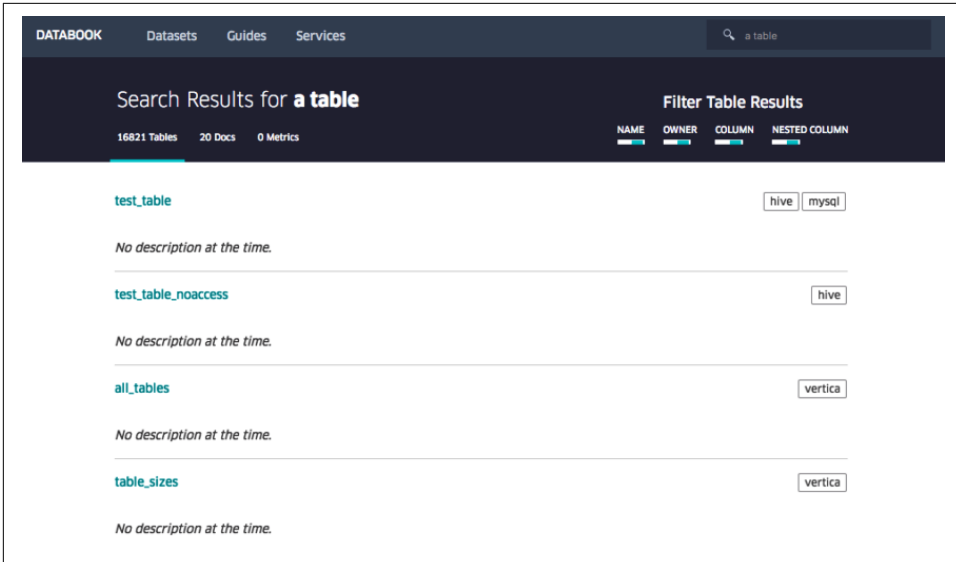 DATABOOK Datasets Guides Services a table
Search Results for a table
16821 Tables 20 Docs 0 Metrics
Filter Table Results
NAME OWNER COLUMN NESTED COLUMN
test_table hive mysql
No description at the time.
test_table_noaccess hive
No description at the time.
all_tables vertica
No description at the time.
table_sizes vertica
No description at the time.